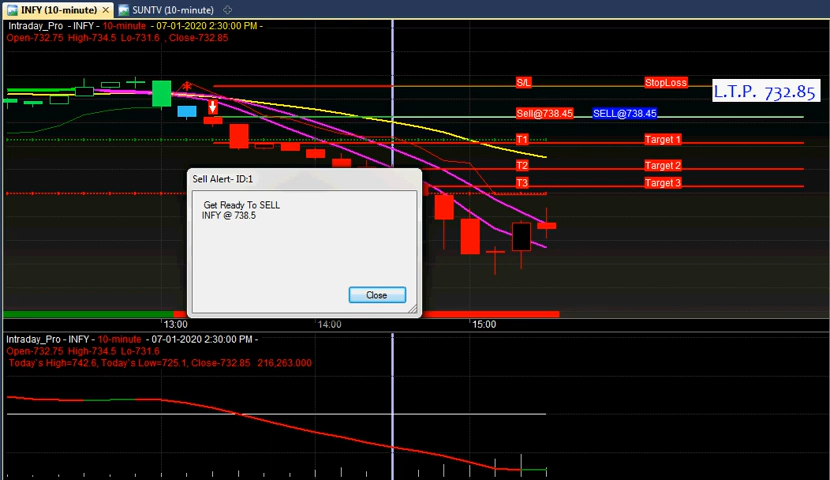 INFY (10-minute) × SUNTV (10-minute)
Intraday_Pro - INFY - 10-minute - 07-01-2020 2:30:00 PM -
Open-732.75 High-734.5 Lo-731.6 , Close-732.85
S/L StopLoss
L.T.P. 732.85
Sell@738.45 SELL@738.45
T1 Target 1
T2 Target 2
T3 Target 3
Sell Alert- ID:1
Get Ready To SELL
INFY @ 738.5
Close
13:00 14:00 15:00
Intraday_Pro - INFY - 10-minute - 07-01-2020 2:30:00 PM -
Open-732.75 High-734.5 Lo-731.6
Today's High=742.6, Today's Low=725.1, Close-732.85 216,263.000